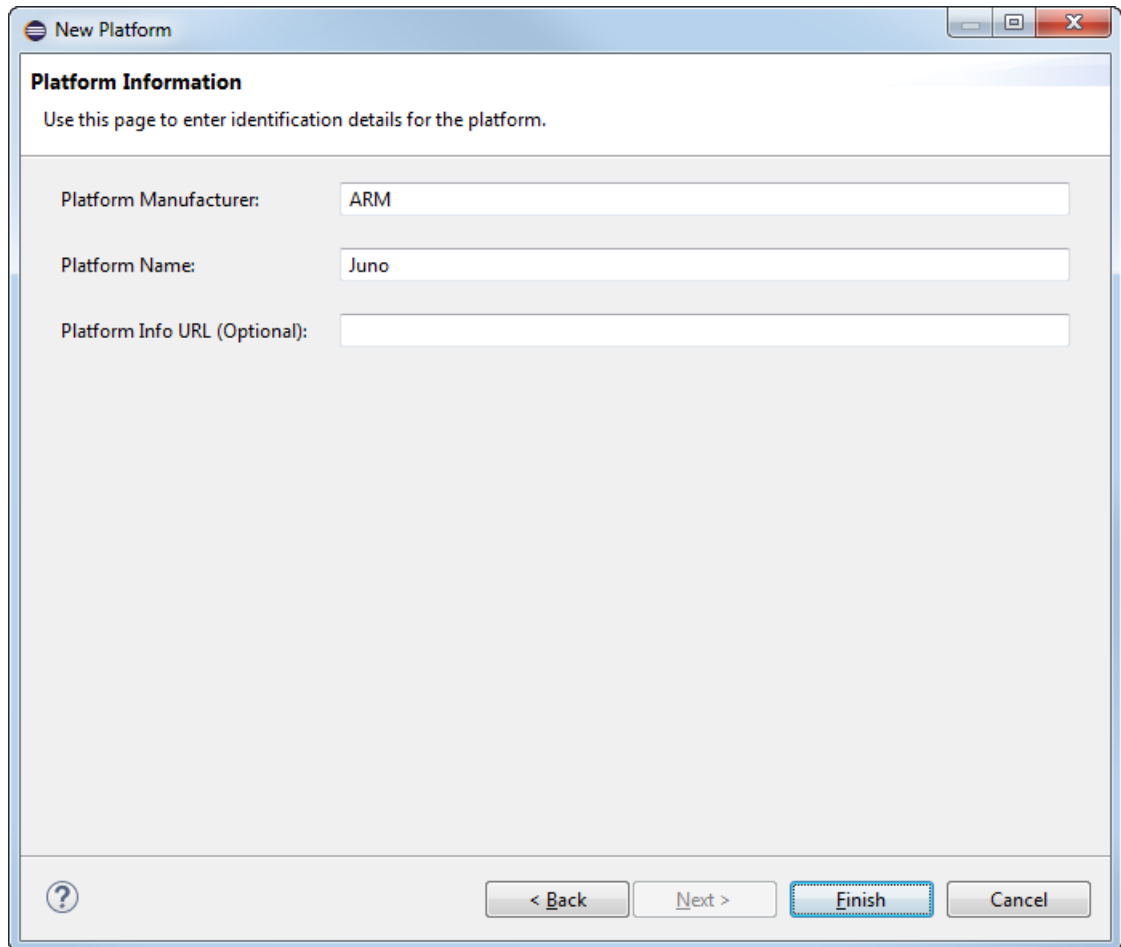 New Platform
Platform Information
Use this page to enter identification details for the platform.
Platform Manufacturer: ARM
Platform Name: Juno
Platform Info URL (Optional):
?
< Back Next > Finish Cancel